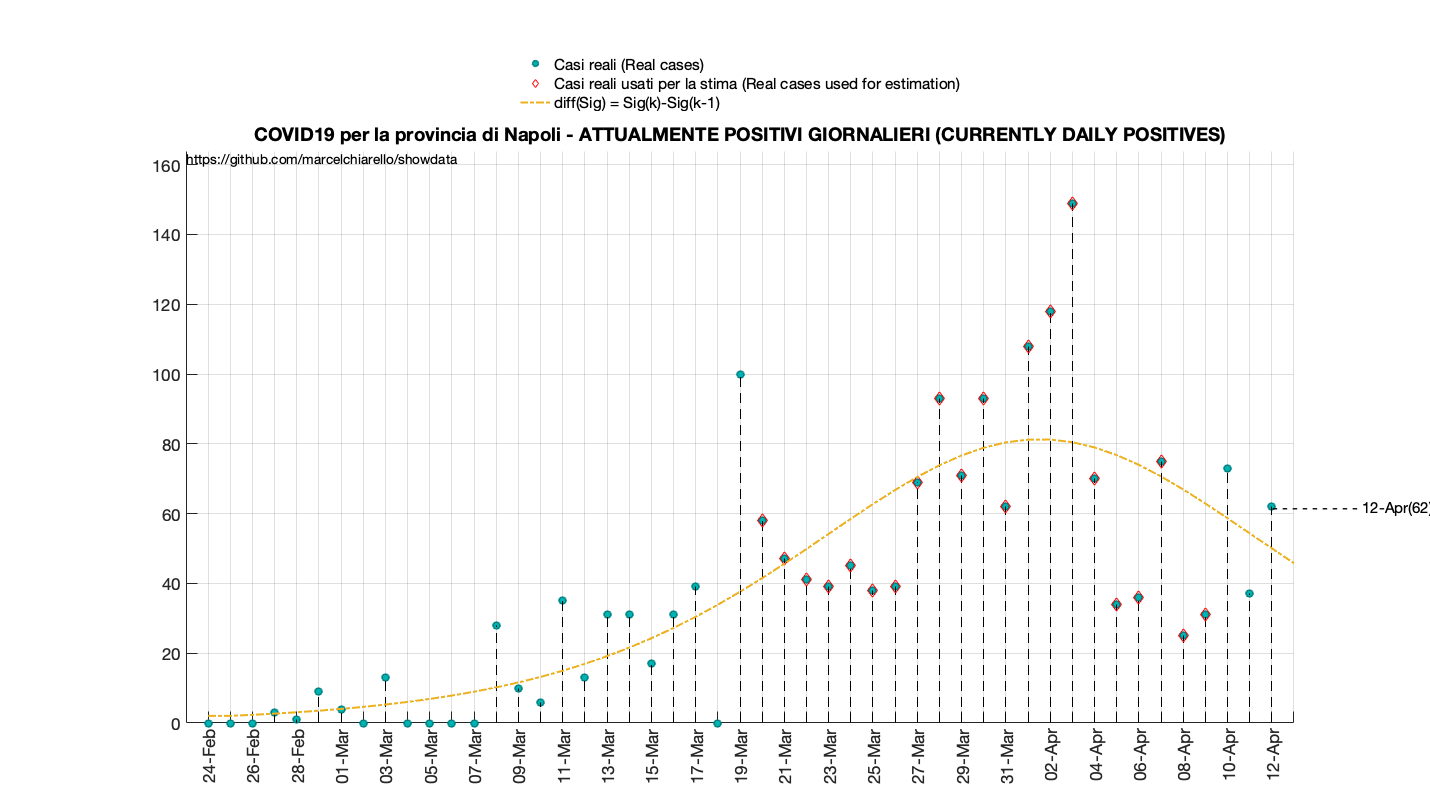 Casi reali (Real cases)
Casi reali usati per la stima (Real cases used for estimation)
diff(Sig) = Sig(k)-Sig(k-1)
COVID19 per la provincia di Napoli - ATTUALMENTE POSITIVI GIORNALIERI (CURRENTLY DAILY POSITIVES)
https://github.com/marcelchiarello/showdata
160
140
120
100
80
60
40
20
0
12-Apr(62)
24-Feb
26-Feb
28-Feb
01-Mar
03-Mar
05-Mar
07-Mar
09-Mar
11-Mar
13-Mar
15-Mar
17-Mar
19-Mar
21-Mar
23-Mar
25-Mar
27-Mar
29-Mar
31-Mar
02-Apr
04-Apr
06-Apr
08-Apr
10-Apr
12-Apr